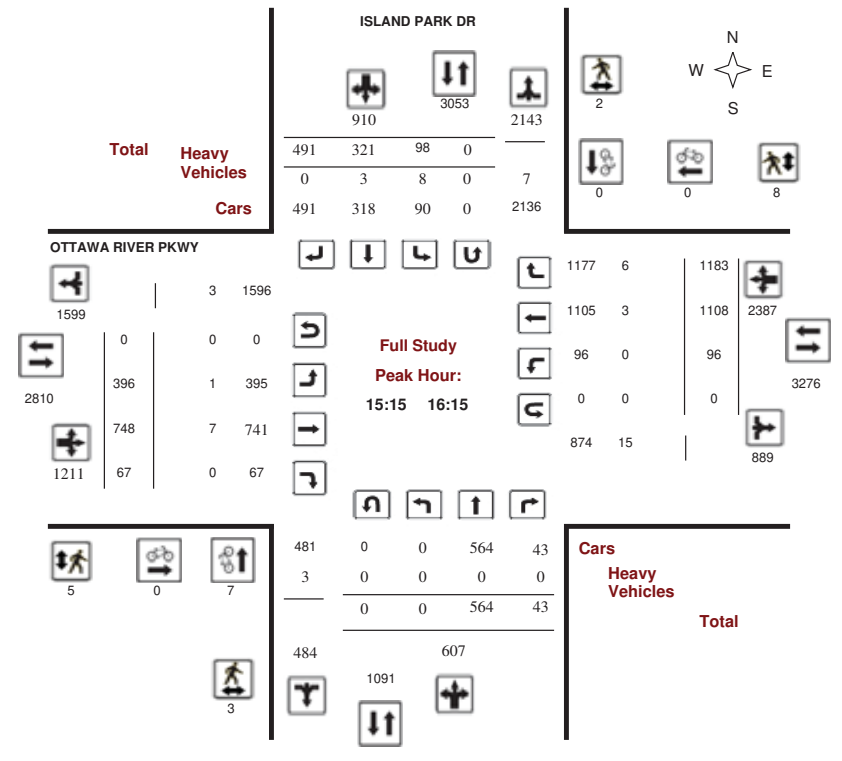 ISLAND PARK DR
N
W E
S
3053
2
910 2143
Total 491 321 98 0
Heavy
Vehicles 0 3 8 0 7
Cars 491 318 90 0 2136
0 0 8
OTTAWA RIVER PKWY
3 1596
1599
1177 6 1183
0 0 0
1105 3 1108 2387
Full Study
2810 396 1 395
Peak Hour:
96 0 96
3276
15:15 16:15
0 0 0
748 7 741
874 15
889
1211 67 0 67
481 0 0 564 43
3 0 0 0 0
0 0 564 43
Cars
Heavy
Vehicles
Total
5 0 7
484 607
1091
3